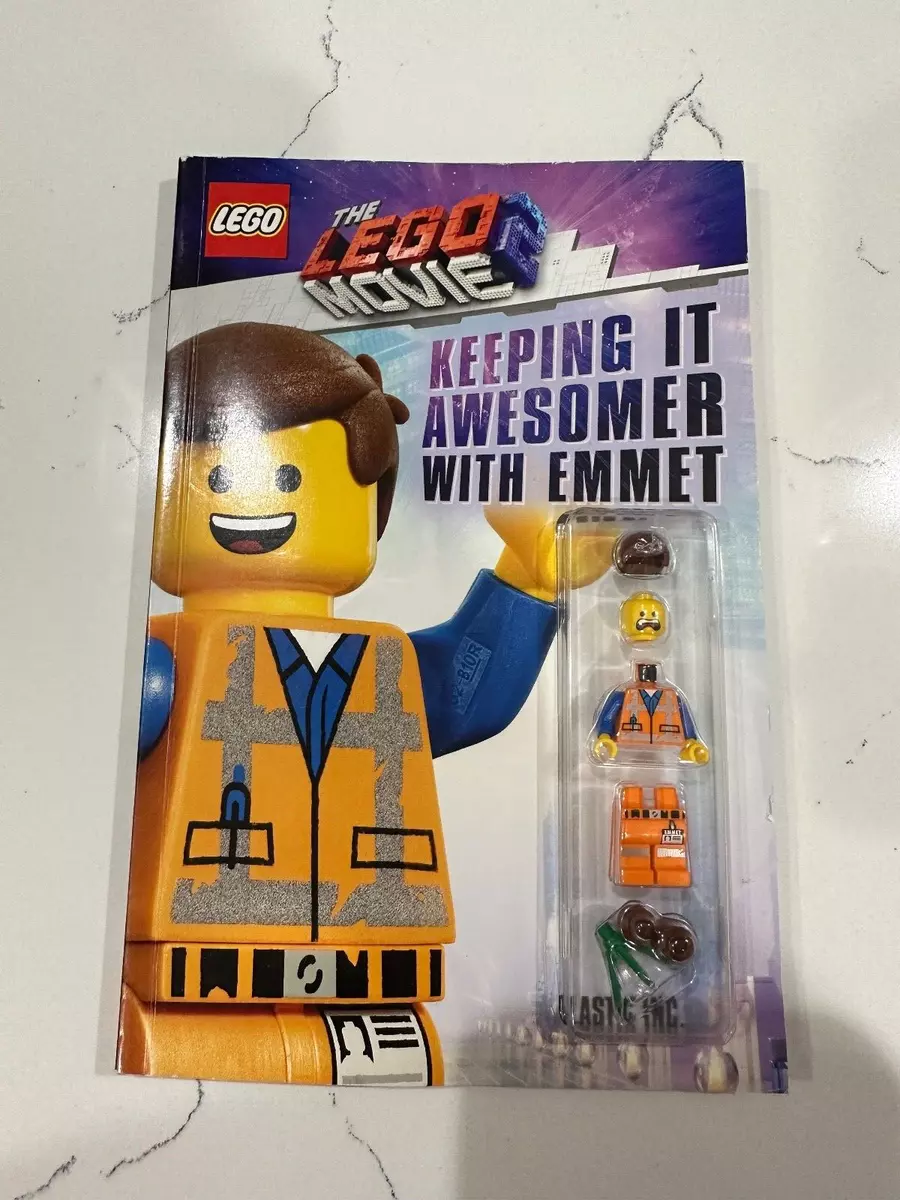 LEGO
THE
LEGO
MOVIE 2
KEEPING IT
AWESOMER
WITH EMMET
EMMET